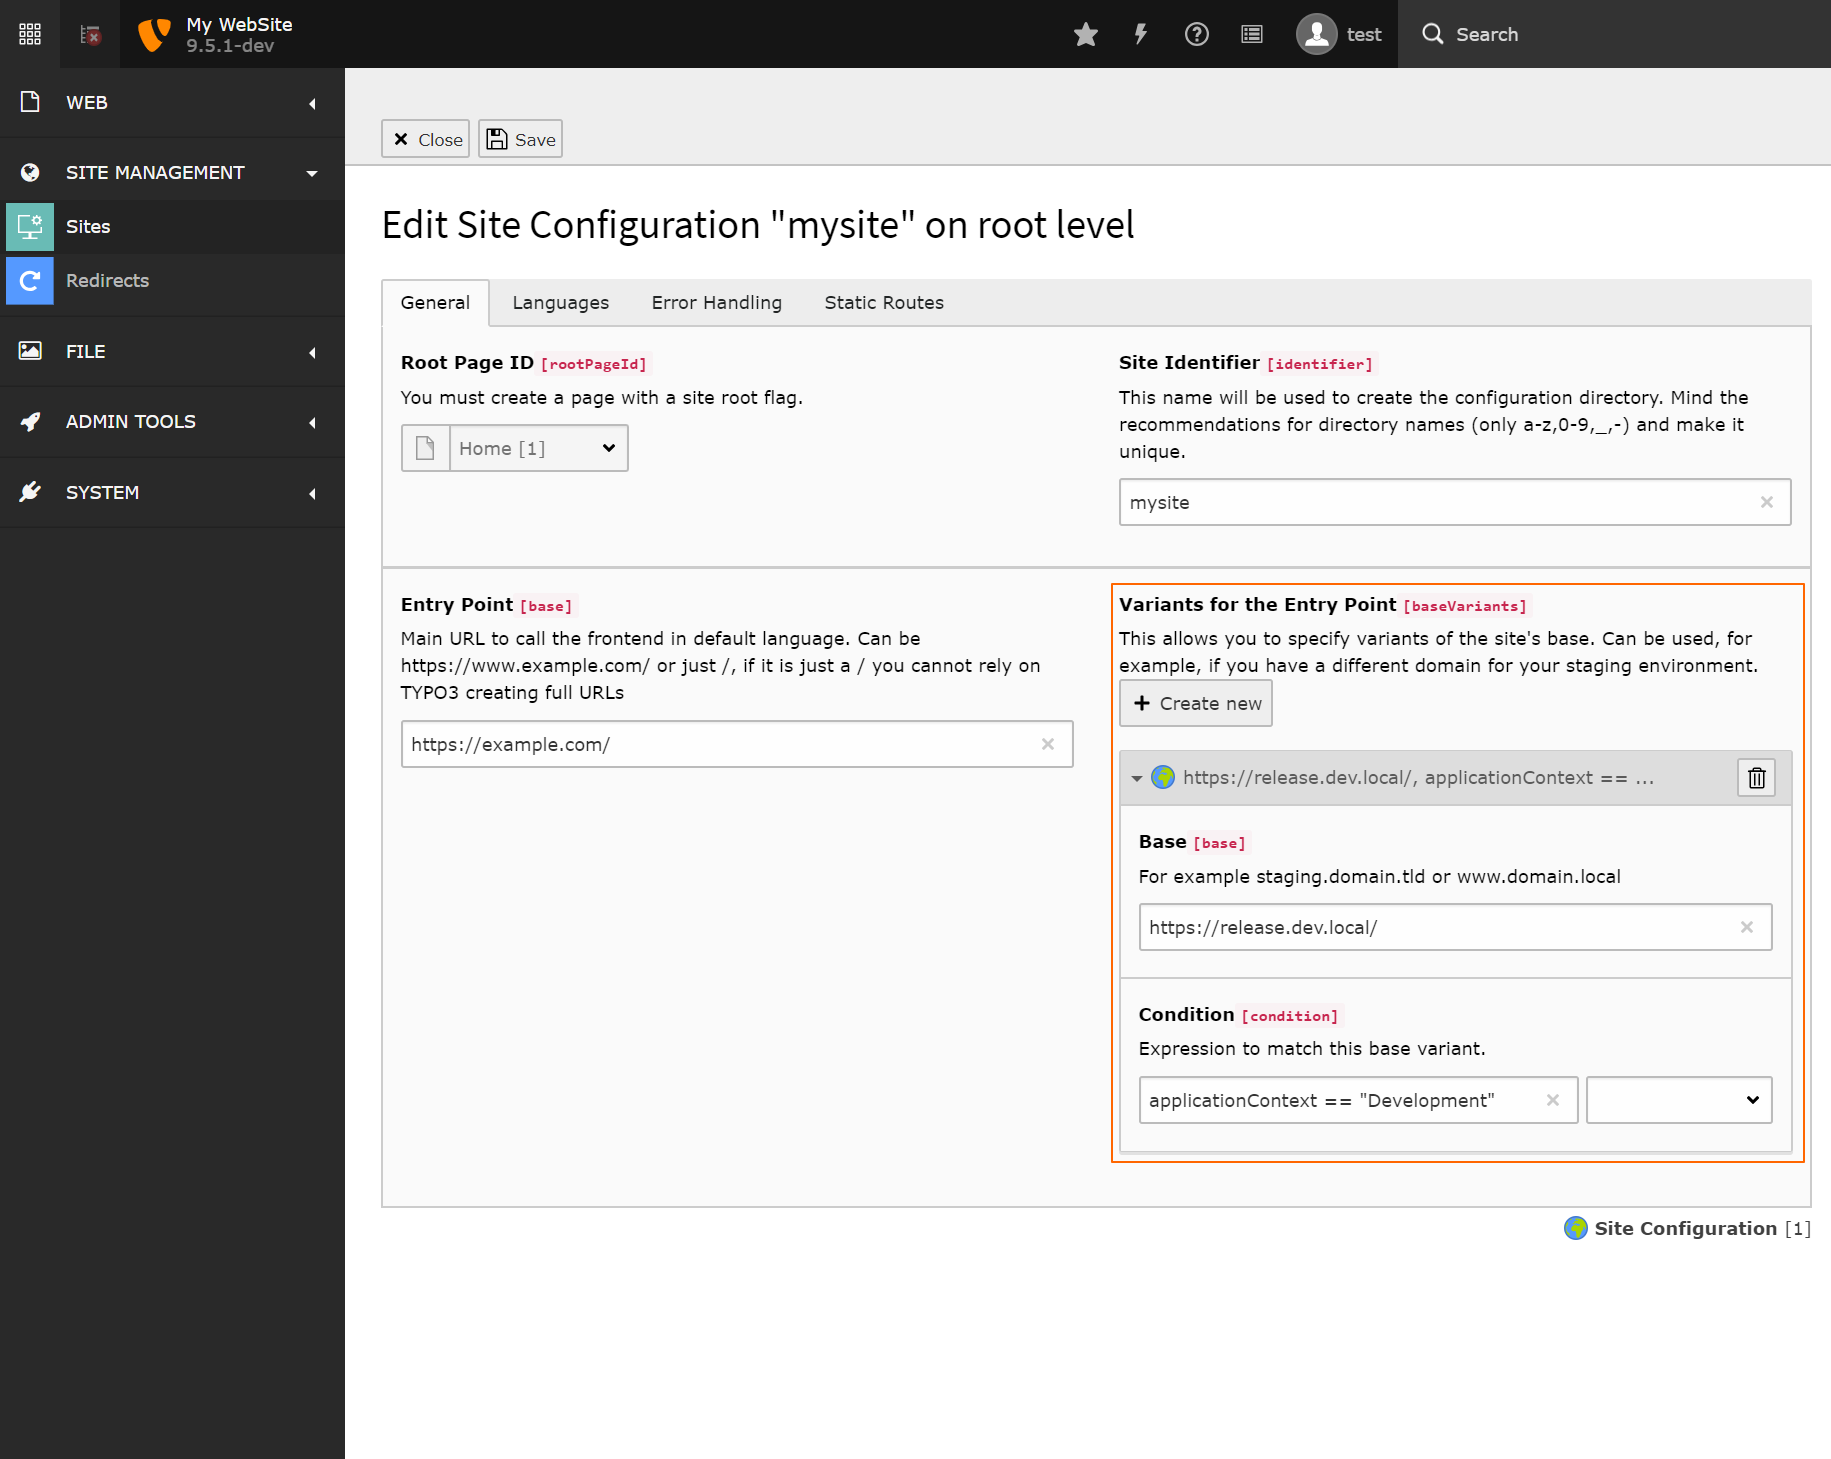 My WebSite
9.5.1-dev
test
Search
WEB
SITE MANAGEMENT
Sites
Redirects
FILE
ADMIN TOOLS
SYSTEM
Close
Save
Edit Site Configuration "mysite" on root level
General
Languages
Error Handling
Static Routes
Root Page ID [rootPageId]
You must create a page with a site root flag.
Home [1]
Site Identifier [identifier]
This name will be used to create the configuration directory. Mind the
recommendations for directory names (only a-z,0-9,_,-) and make it
unique.
mysite
Entry Point [base]
Main URL to call the frontend in default language. Can be
https://www.example.com/ or just /, if it is just a / you cannot rely on
TYPO3 creating full URLs
https://example.com/
Variants for the Entry Point [baseVariants]
This allows you to specify variants of the site's base. Can be used, for
example, if you have a different domain for your staging environment.
Create new
https://release.dev.local/, applicationContext == ...
Base [base]
For example staging.domain.tld or www.domain.local
https://release.dev.local/
Condition [condition]
Expression to match this base variant.
applicationContext == "Development"
Site Configuration [1]